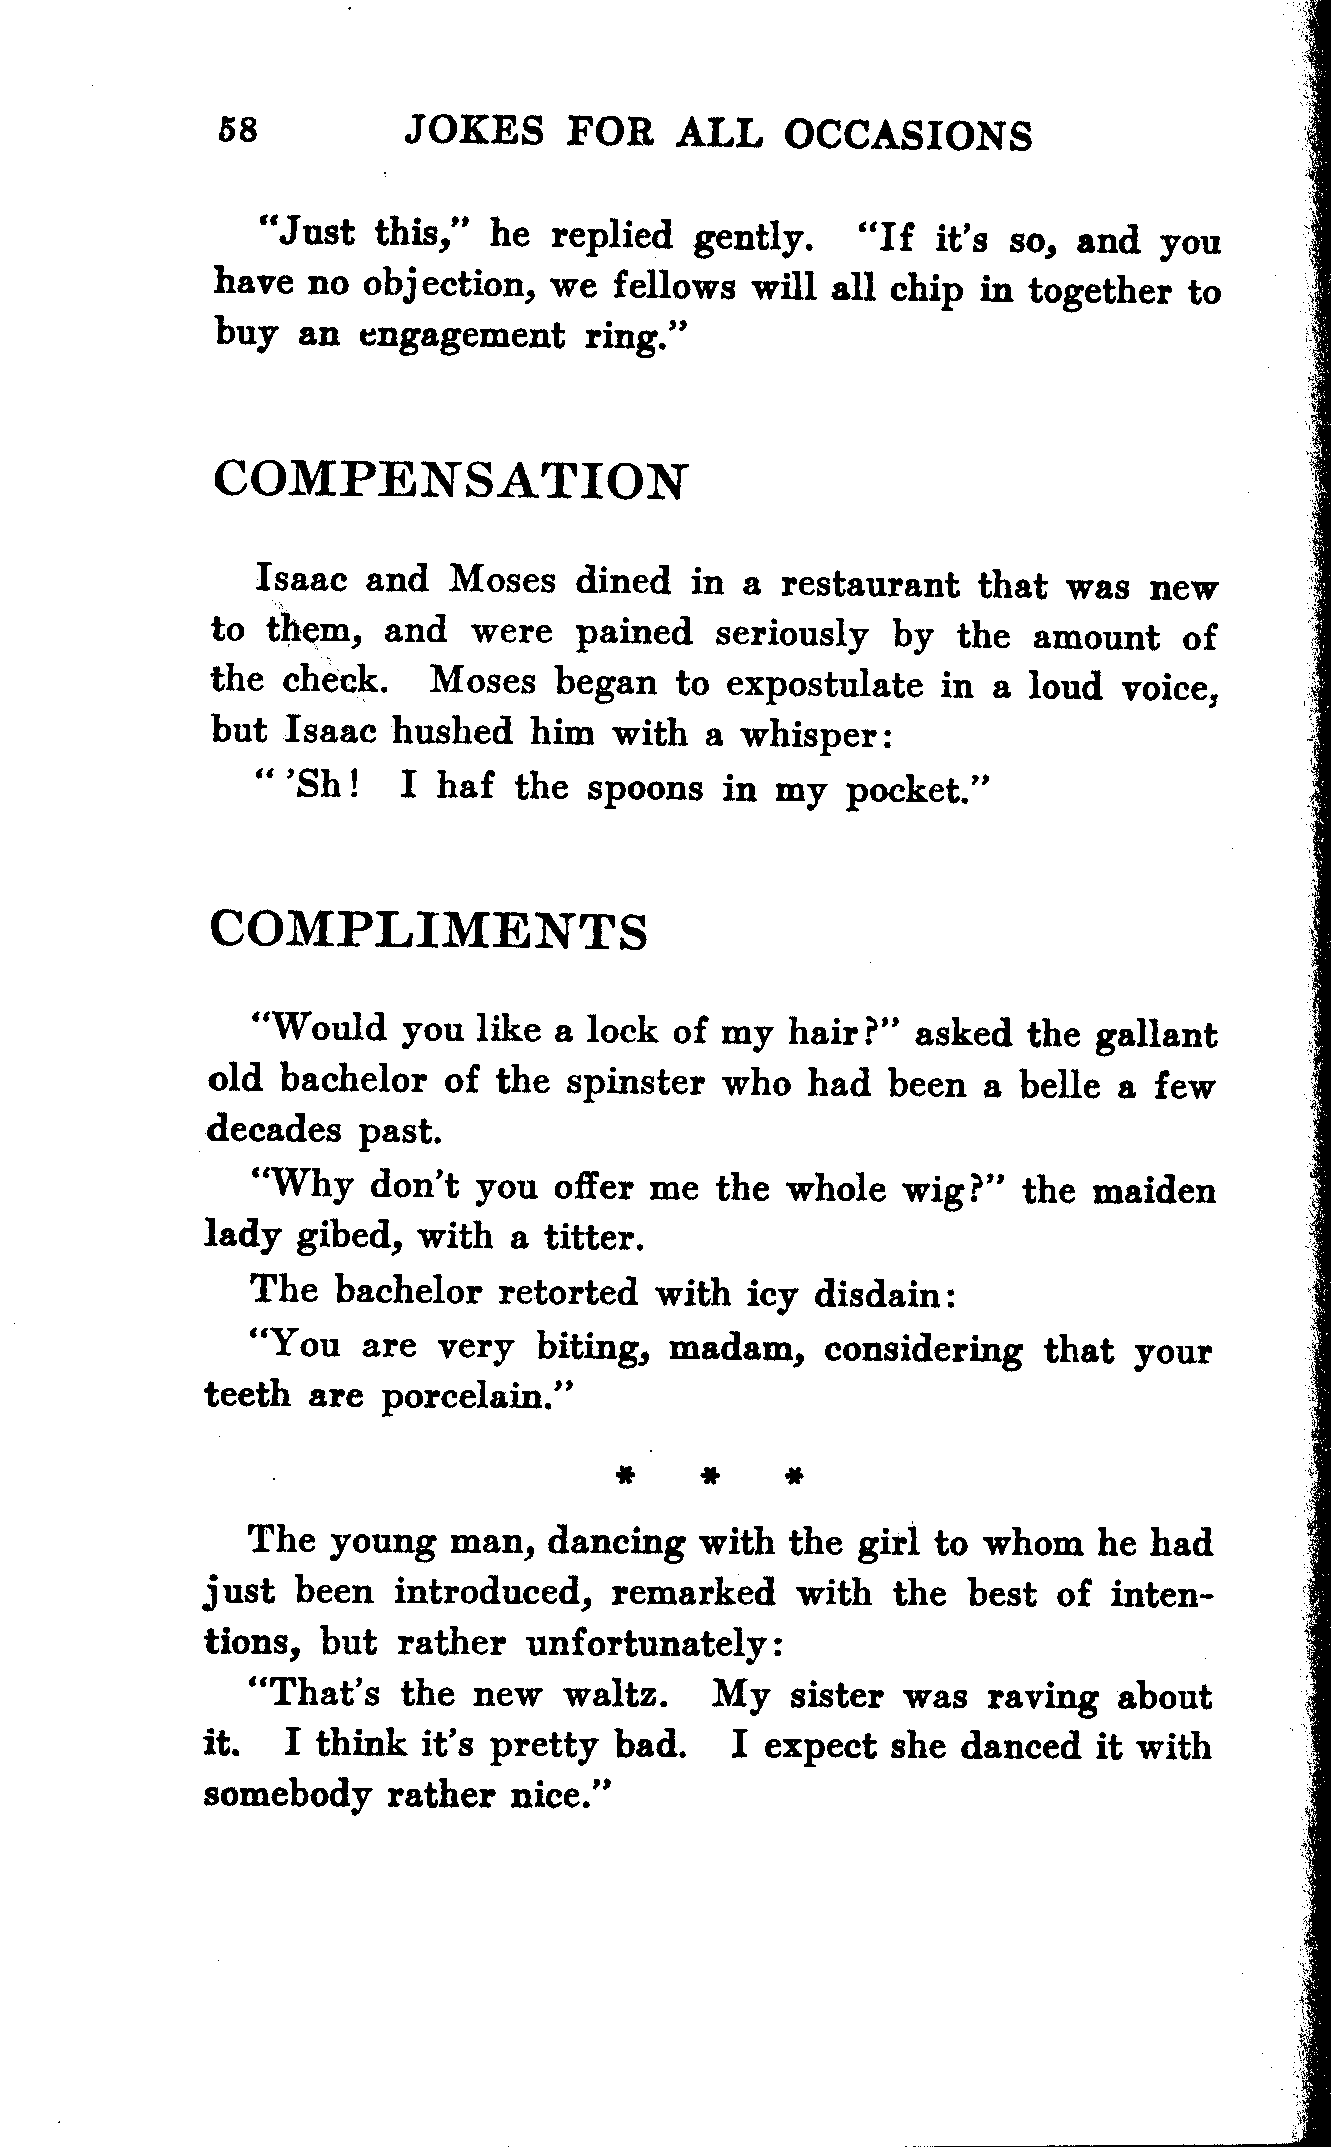 58 JOKES FOR ALL OCCASIONS
"Just this," he replied gently. "If it's so, and you
have no objection, we fellows will all chip in together to
buy an engagement ring."
COMPENSATION
Isaac and Moses dined in a restaurant that was new
to them, and were pained seriously by the amount of
the check. Moses began to expostulate in a loud voice,
but Isaac hushed him with a whisper:
" 'Sh! I haf the spoons in my pocket."
COMPLIMENTS
"Would you like a lock of my hair?" asked the gallant
old bachelor of the spinster who had been a belle a few
decades past.
"Why don't you offer me the whole wig?" the maiden
lady gibed, with a titter.
The bachelor retorted with icy disdain:
"You are very biting, madam, considering that your
teeth are porcelain."
* * *
The young man, dancing with the girl to whom he had
just been introduced, remarked with the best of inten-
tions, but rather unfortunately:
"That's the new waltz. My sister was raving about
it. I think it's pretty bad. I expect she danced it with
somebody rather nice."